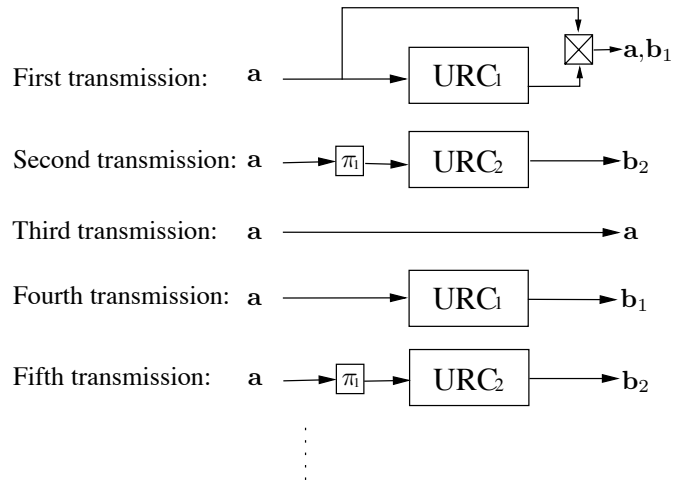 First transmission: a URC₁ a,b₁
Second transmission: a π₁ URC₂ b₂
Third transmission: a a
Fourth transmission: a URC₁ b₁
Fifth transmission: a π₁ URC₂ b₂